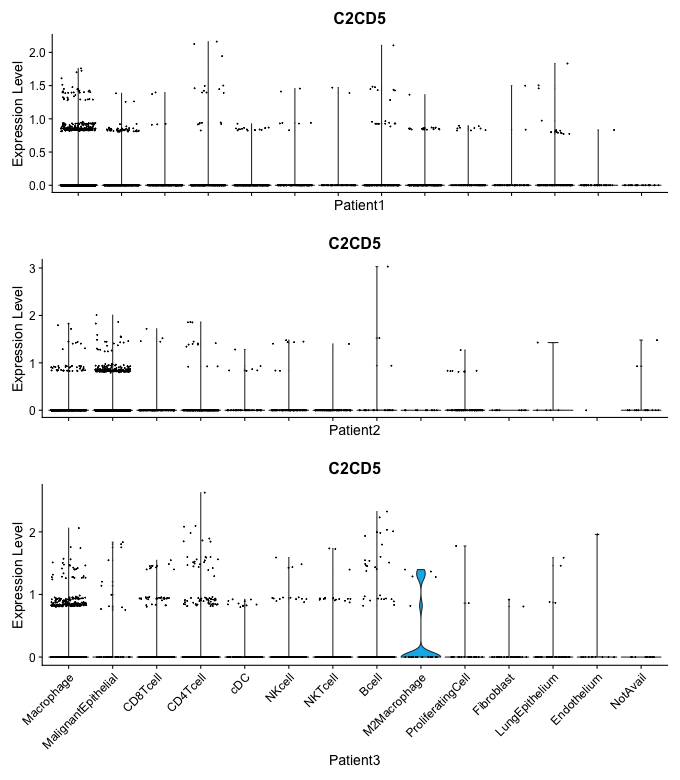 C2CD5
Expression Level
2.0
1.5
1.0
0.5
0.0
Patient1
C2CD5
Expression Level
3
2
1
0
Patient2
C2CD5
Expression Level
2
1
0
Macrophage
MalignantEpithelial
CD8Tcell
CD4Tcell
cDC
NKcell
NKTcell
Bcell
M2Macrophage
ProliferatingCell
Fibroblast
LungEpithelium
Endothelium
NotAvail
Patient3